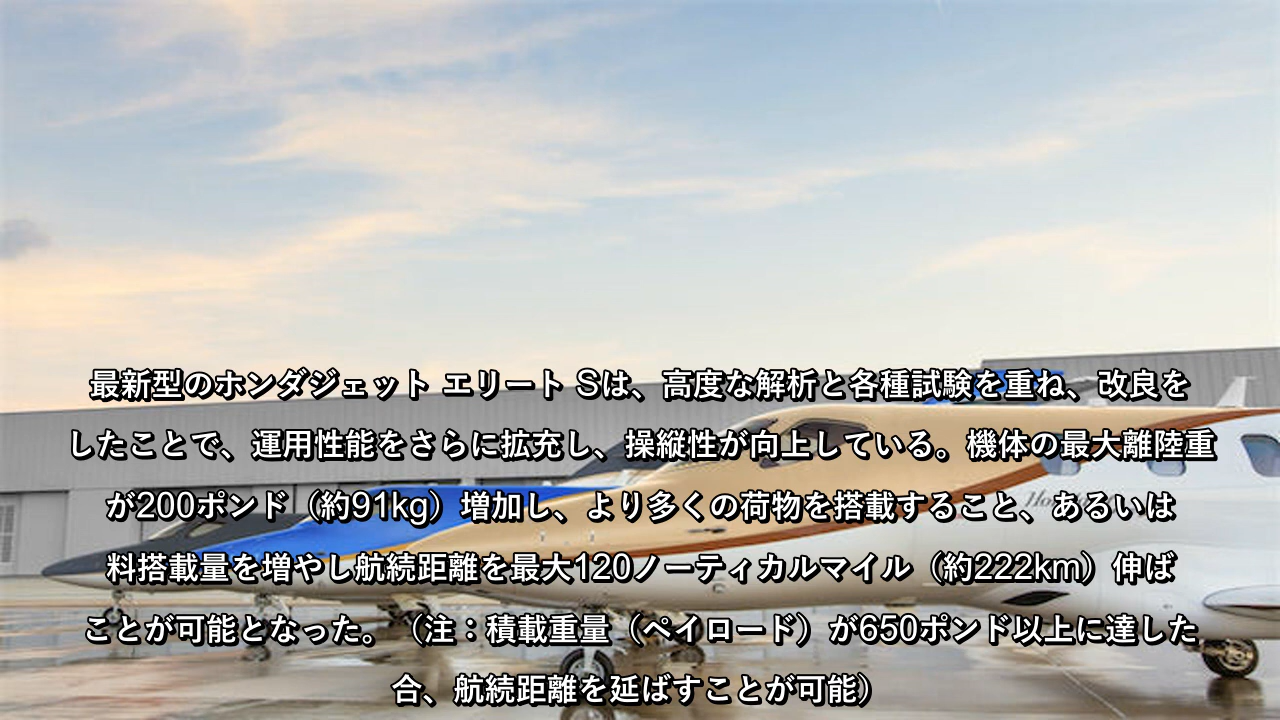 最新型のホンダジェット エリート Sは、高度な解析と各種試験を重ね、改良を
したことで、運用性能をさらに拡充し、操縦性が向上している。機体の最大離陸重
が200ポンド（約91kg）増加し、より多くの荷物を搭載すること、あるいは
料搭載量を増やし航続距離を最大120ノーティカルマイル（約222km）伸ば
ことが可能となった。（注：積載重量（ペイロード）が650ポンド以上に達した
合、航続距離を延ばすことが可能）